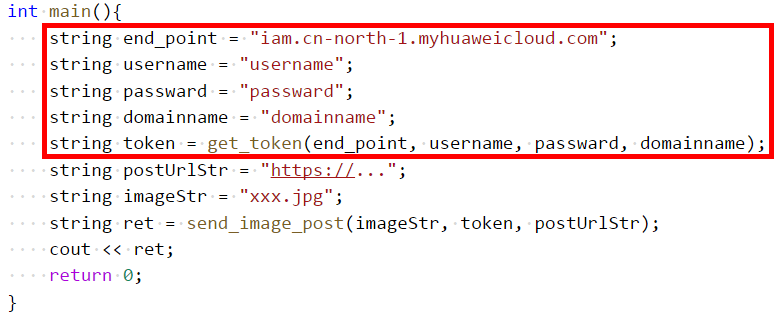 int main(){
string end_point = "iam.cn-north-1.myhuaweicloud.com";
string username = "username";
string passward = "passward";
string domainname = "domainname";
string token = get_token(end_point, username, passward, domainname);
string postUrlStr = "https://...";
string imageStr = "xxx.jpg";
string ret = send_image_post(imageStr, token, postUrlStr);
cout << ret;
return 0;
}